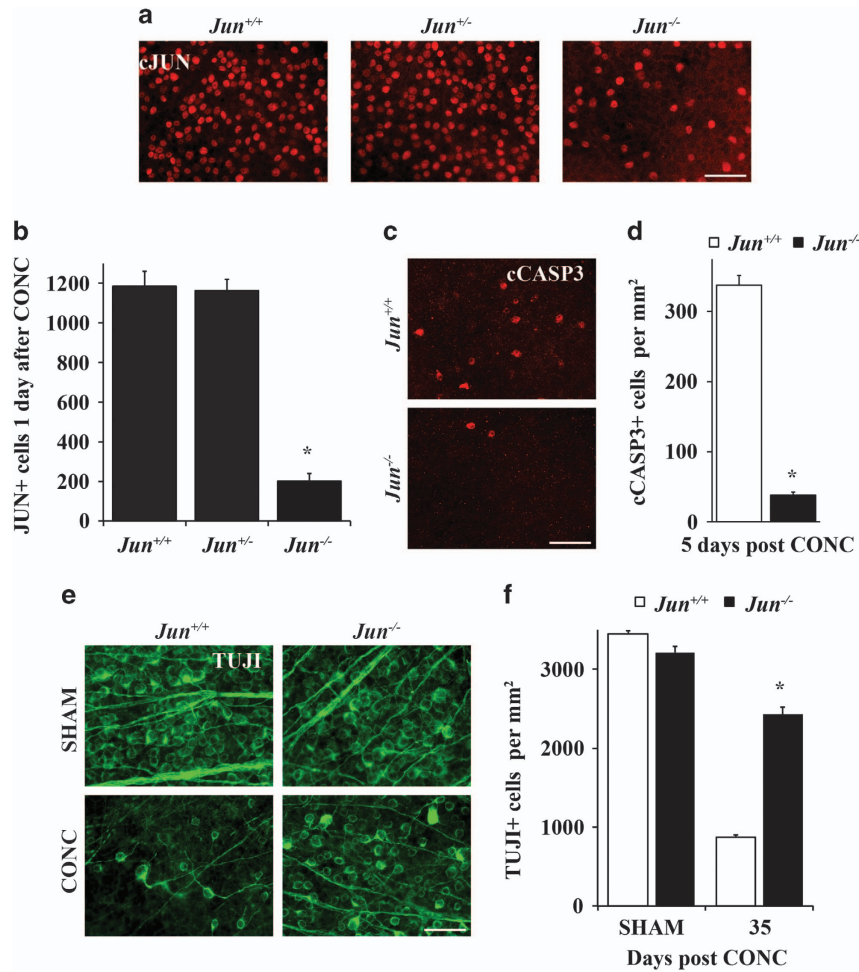 a
Jun+/+ Jun+/- Jun-/-
cJUN
b
JUN+ cells 1 day after CONC
1200
1000
800
600
400
200
0
*
Jun+/+ Jun+/- Jun-/-
c
cCASP3
Jun+/+
Jun-/-
d
Jun+/+ Jun-/-
cCASP3+ cells per mm²
300
200
100
0
*
5 days post CONC
e
Jun+/+ Jun-/-
TUJI
SHAM
CONC
f
Jun+/+ Jun-/-
TUJI+ cells per mm²
3000
2000
1000
0
*
SHAM 35
Days post CONC